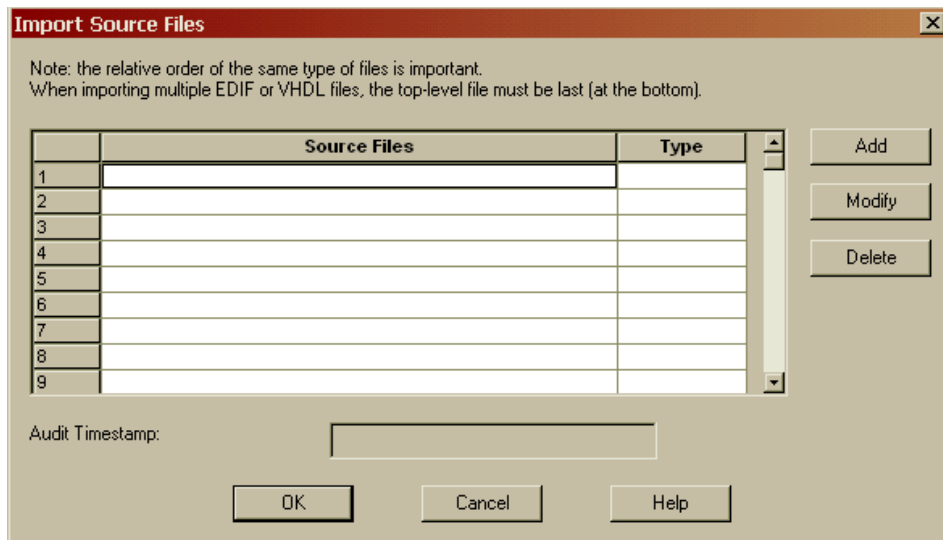 Import Source Files
Note: the relative order of the same type of files is important.
When importing multiple EDIF or VHDL files, the top-level file must be last (at the bottom).
Source Files Type
1
2
3
4
5
6
7
8
9
Add
Modify
Delete
Audit Timestamp:
OK Cancel Help